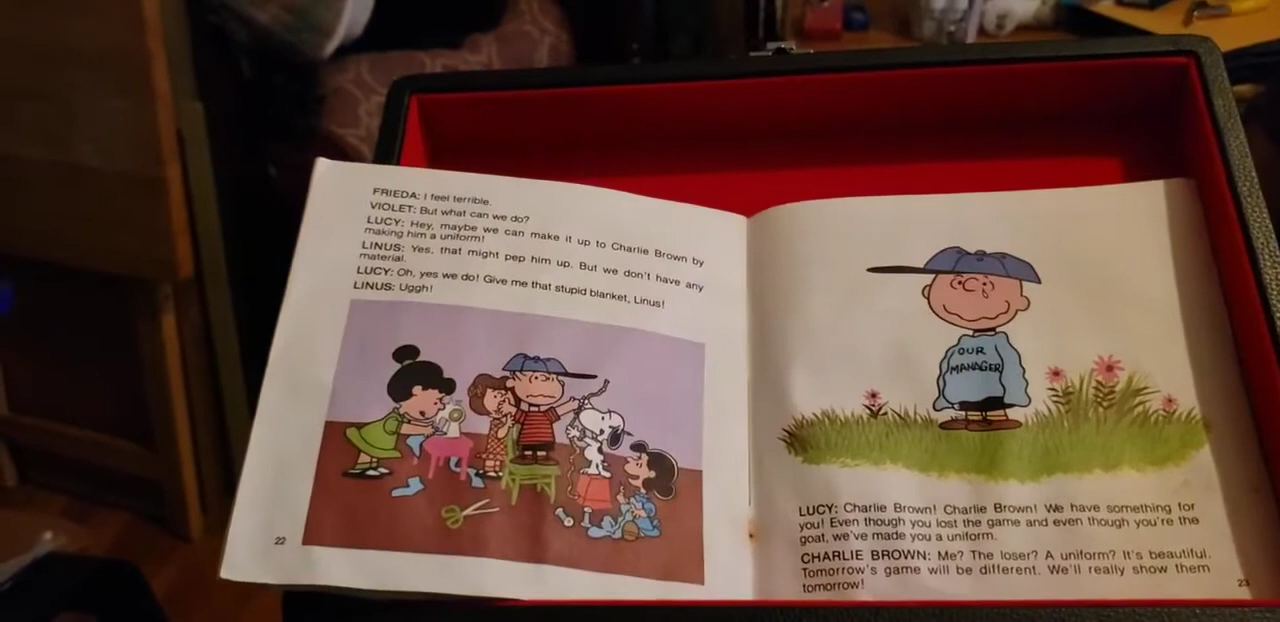 FRIEDA: I feel terrible.
VIOLET: But what can we do?
LUCY: Hey, maybe we can make it up to Charlie Brown by
making him a uniform!
LINUS: Yes, that might pep him up. But we don't have any
material.
LUCY: Oh, yes we do! Give me that stupid blanket, Linus!
LINUS: Uggh!
22
OUR
MANAGER
LUCY: Charlie Brown! Charlie Brown! We have something for
you! Even though you lost the game and even though you're the
goat, we've made you a uniform.
CHARLIE BROWN: Me? The loser? A uniform? It's beautiful.
Tomorrow's game will be different. We'll really show them
tomorrow!
23